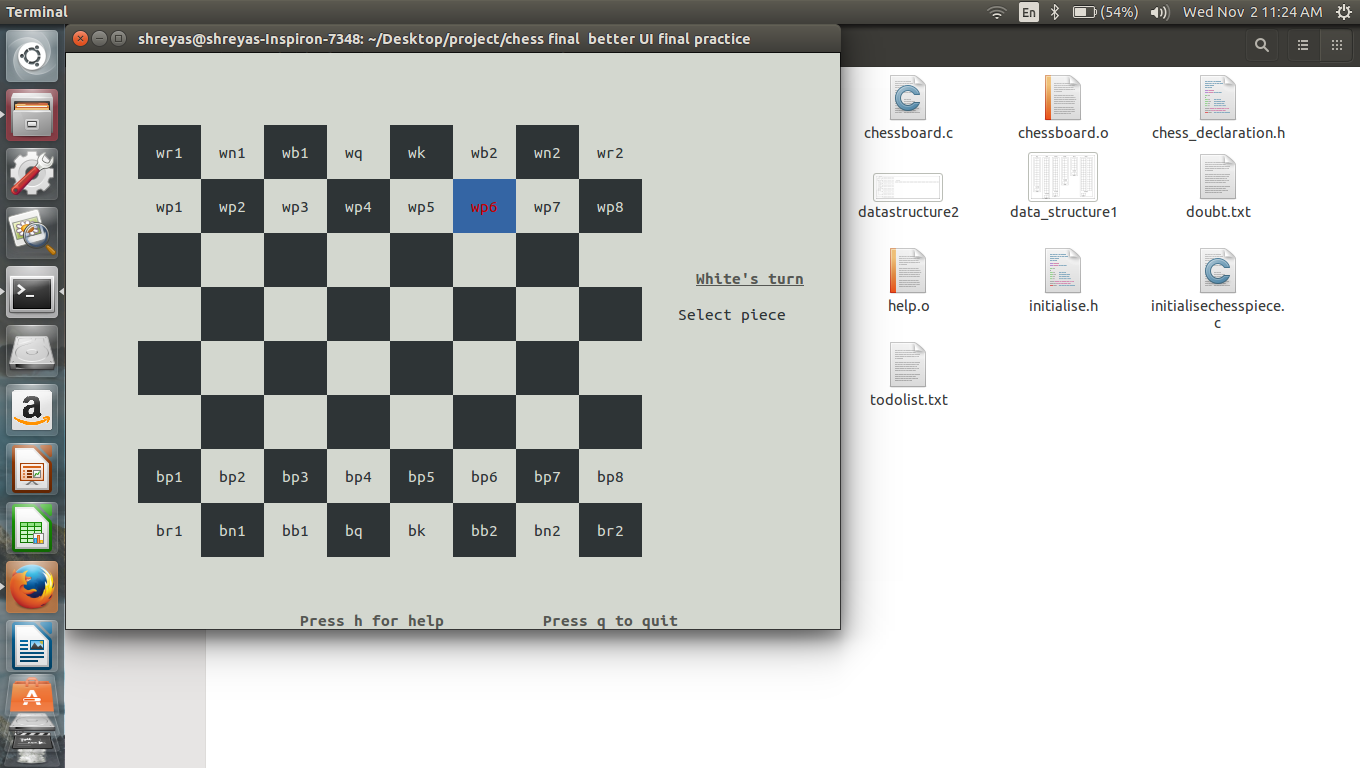 Terminal
En
(54%)
Wed Nov 2 11:24 AM
shreyas@shreyas-Inspiron-7348: ~/Desktop/project/chess final  better UI final practice
wr1 wn1 wb1 wq wk wb2 wn2 wr2
wp1 wp2 wp3 wp4 wp5 wp6 wp7 wp8
White's turn
Select piece
bp1 bp2 bp3 bp4 bp5 bp6 bp7 bp8
br1 bn1 bb1 bq bk bb2 bn2 br2
Press h for help
Press q to quit
chessboard.c
chessboard.o
chess_declaration.h
datastructure2
data_structure1
doubt.txt
help.o
initialise.h
initialisechesspiece.
c
todolist.txt